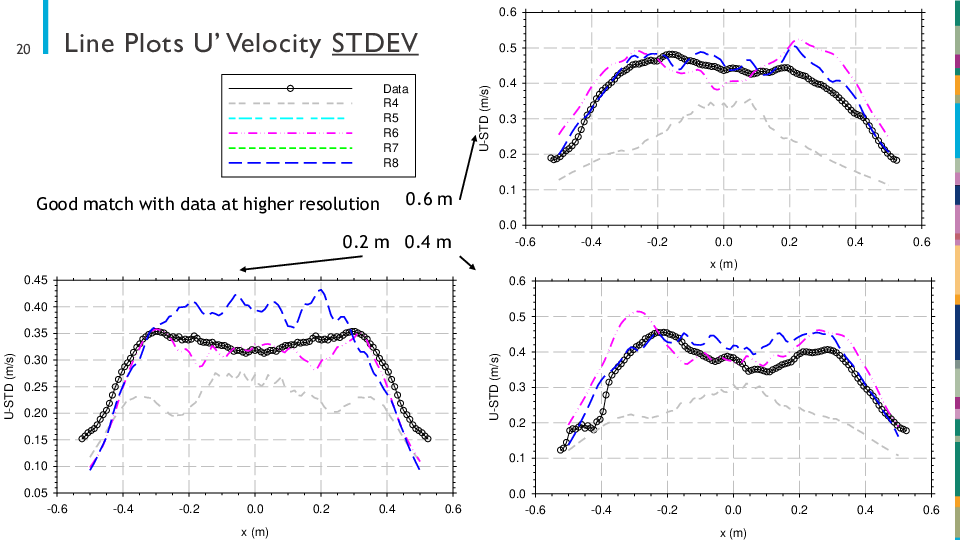 20
Line Plots U’ Velocity STDEV
Data
R4
R5
R6
R7
R8
Good match with data at higher resolution
0.6 m
0.2 m
0.4 m
0.6
0.5
0.4
0.3
0.2
0.1
0.0
U-STD (m/s)
-0.6 -0.4 -0.2 0.0 0.2 0.4 0.6
x (m)
0.45
0.40
0.35
0.30
0.25
0.20
0.15
0.10
0.05
U-STD (m/s)
-0.6 -0.4 -0.2 0.0 0.2 0.4 0.6
x (m)
0.6
0.5
0.4
0.3
0.2
0.1
0.0
U-STD (m/s)
-0.6 -0.4 -0.2 0.0 0.2 0.4 0.6
x (m)